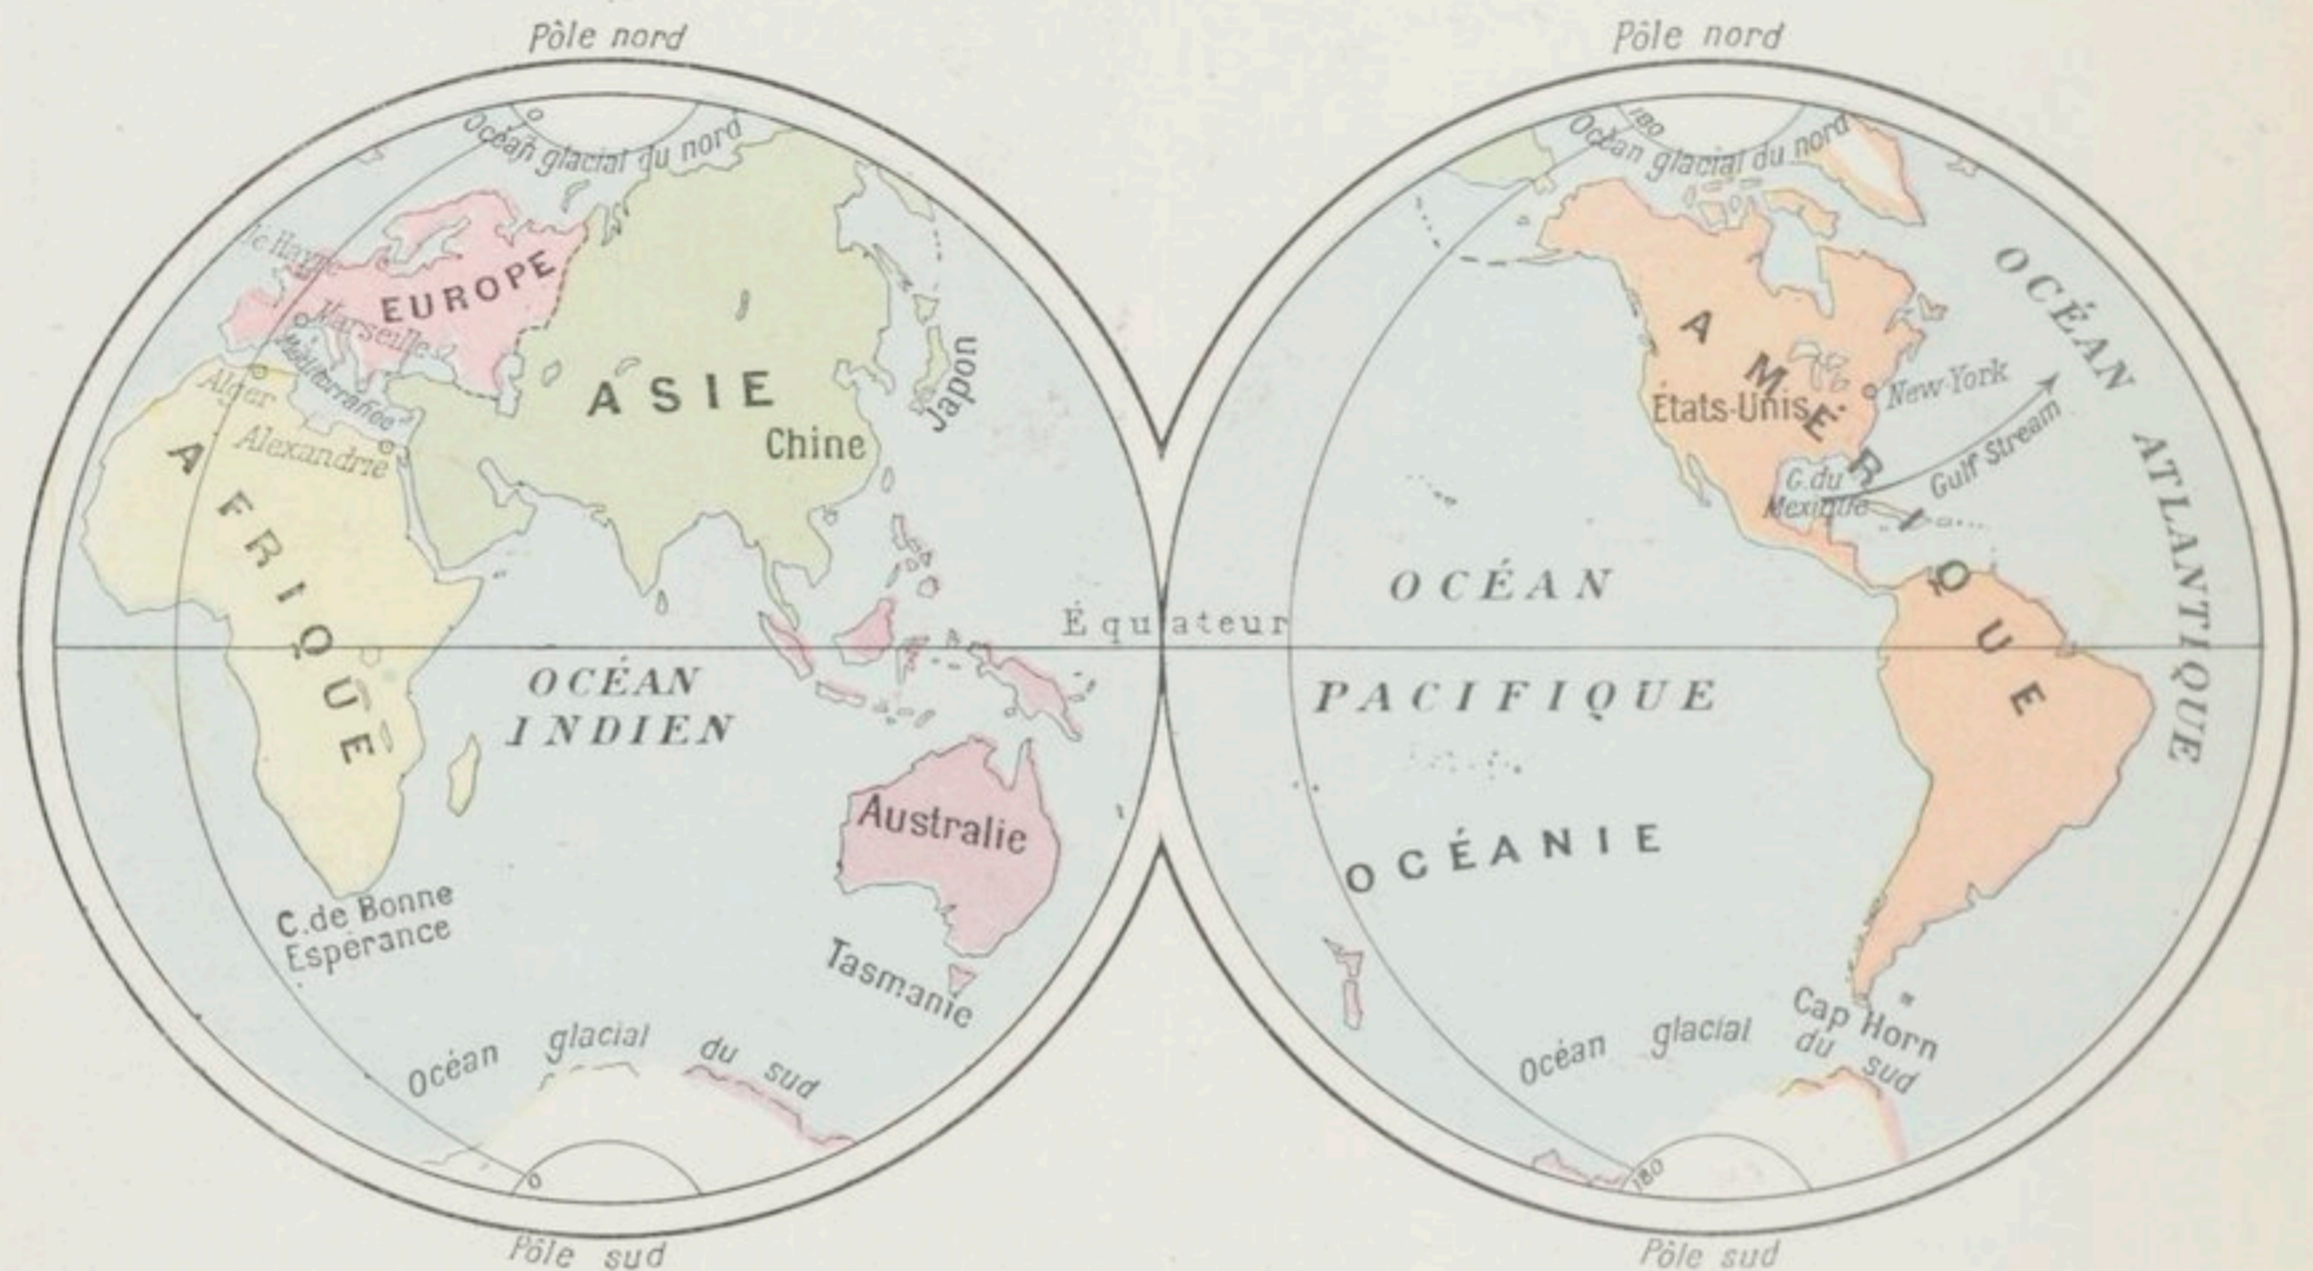 Pôle nord
Océan glacial du nord
0
le Havre
EUROPE
Marseille
Méditerranée
Alger
Alexandrie
AFRIQUE
ASIE
Chine
Japon
Équateur
OCÉAN
INDIEN
Australie
C. de Bonne
Espérance
Tasmanie
Océan glacial du sud
0
Pôle sud
Pôle nord
180
Océan glacial du nord
AMÉRIQUE
États-Unis
New-York
Gulf Stream
G. du
Mexique
OCÉAN ATLANTIQUE
OCÉAN
PACIFIQUE
OCÉANIE
Cap Horn
Océan glacial du sud
180
Pôle sud